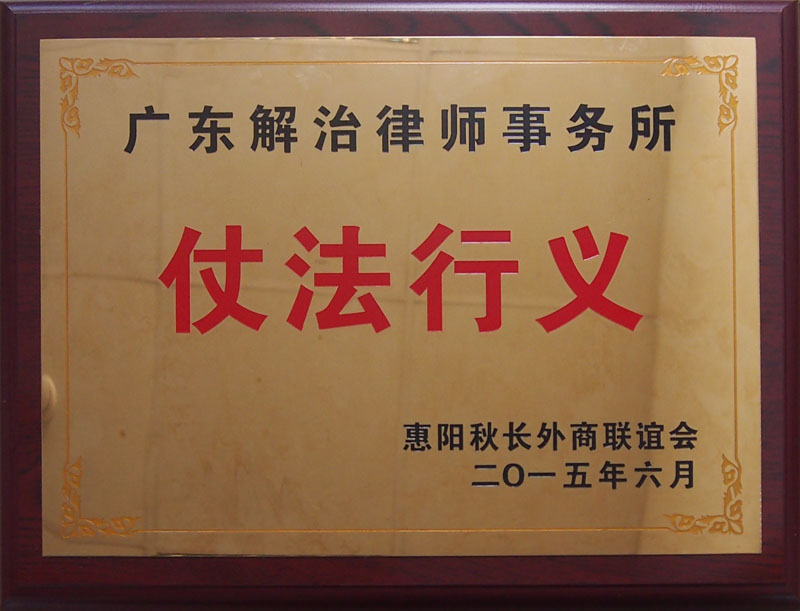 广东解治律师事务所
仗法行义
惠阳秋长外商联谊会
二〇一五年六月